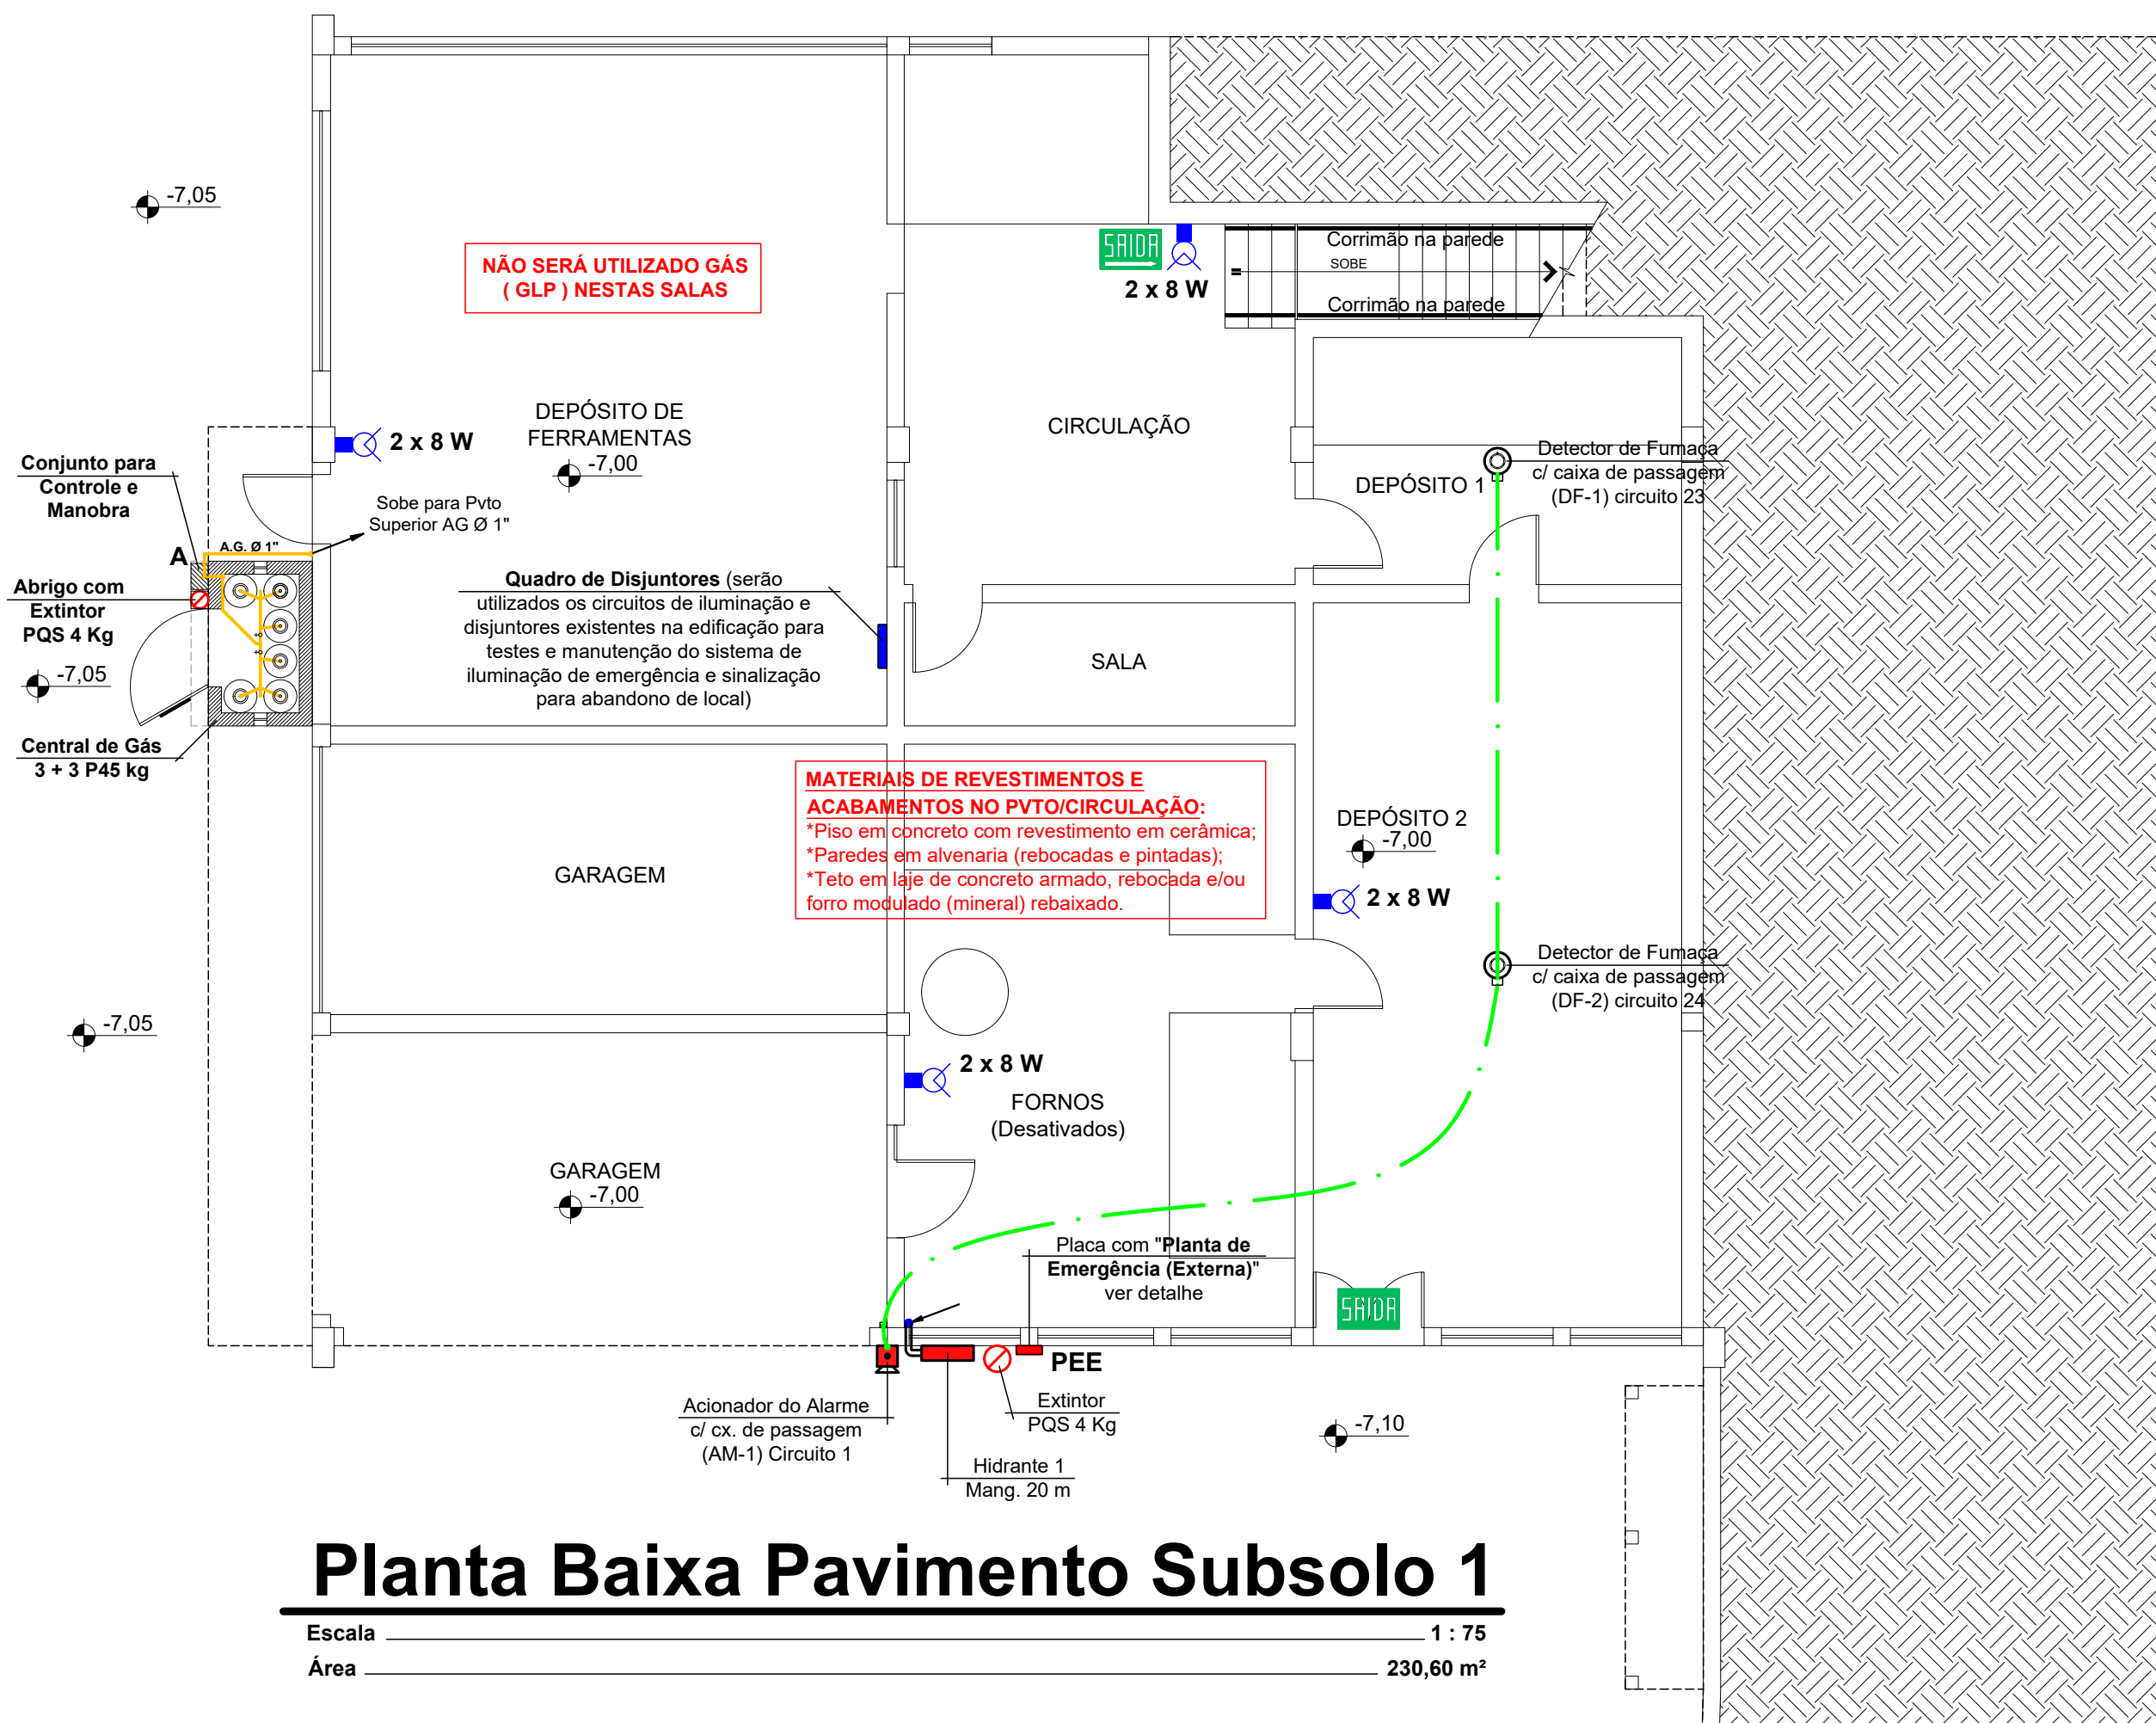 -7,05
NÃO SERÁ UTILIZADO GÁS
( GLP ) NESTAS SALAS
SAIDA
2 x 8 W
Corrimão na parede
SOBE
Corrimão na parede
DEPÓSITO DE
FERRAMENTAS
-7,00
2 x 8 W
CIRCULAÇÃO
Conjunto para
Controle e
Manobra
Sobe para Pvto
Superior AG Ø 1"
A
A.G. Ø 1"
Abrigo com
Extintor
PQS 4 Kg
-7,05
Central de Gás
3 + 3 P45 kg
Quadro de Disjuntores (serão
utilizados os circuitos de iluminação e
disjuntores existentes na edificação para
testes e manutenção do sistema de
iluminação de emergência e sinalização
para abandono de local)
DEPÓSITO 1
Detector de Fumaça
c/ caixa de passagem
(DF-1) circuito 23
SALA
MATERIAIS DE REVESTIMENTOS E
ACABAMENTOS NO PVTO/CIRCULAÇÃO:
*Piso em concreto com revestimento em cerâmica;
*Paredes em alvenaria (rebocadas e pintadas);
*Teto em laje de concreto armado, rebocada e/ou
forro modulado (mineral) rebaixado.
GARAGEM
DEPÓSITO 2
-7,00
2 x 8 W
Detector de Fumaça
c/ caixa de passagem
(DF-2) circuito 24
-7,05
2 x 8 W
FORNOS
(Desativados)
GARAGEM
-7,00
Placa com "Planta de
Emergência (Externa)"
ver detalhe
SAIDA
PEE
Acionador do Alarme
c/ cx. de passagem
(AM-1) Circuito 1
Extintor
PQS 4 Kg
Hidrante 1
Mang. 20 m
-7,10
Planta Baixa Pavimento Subsolo 1
Escala 1 : 75
Área 230,60 m²